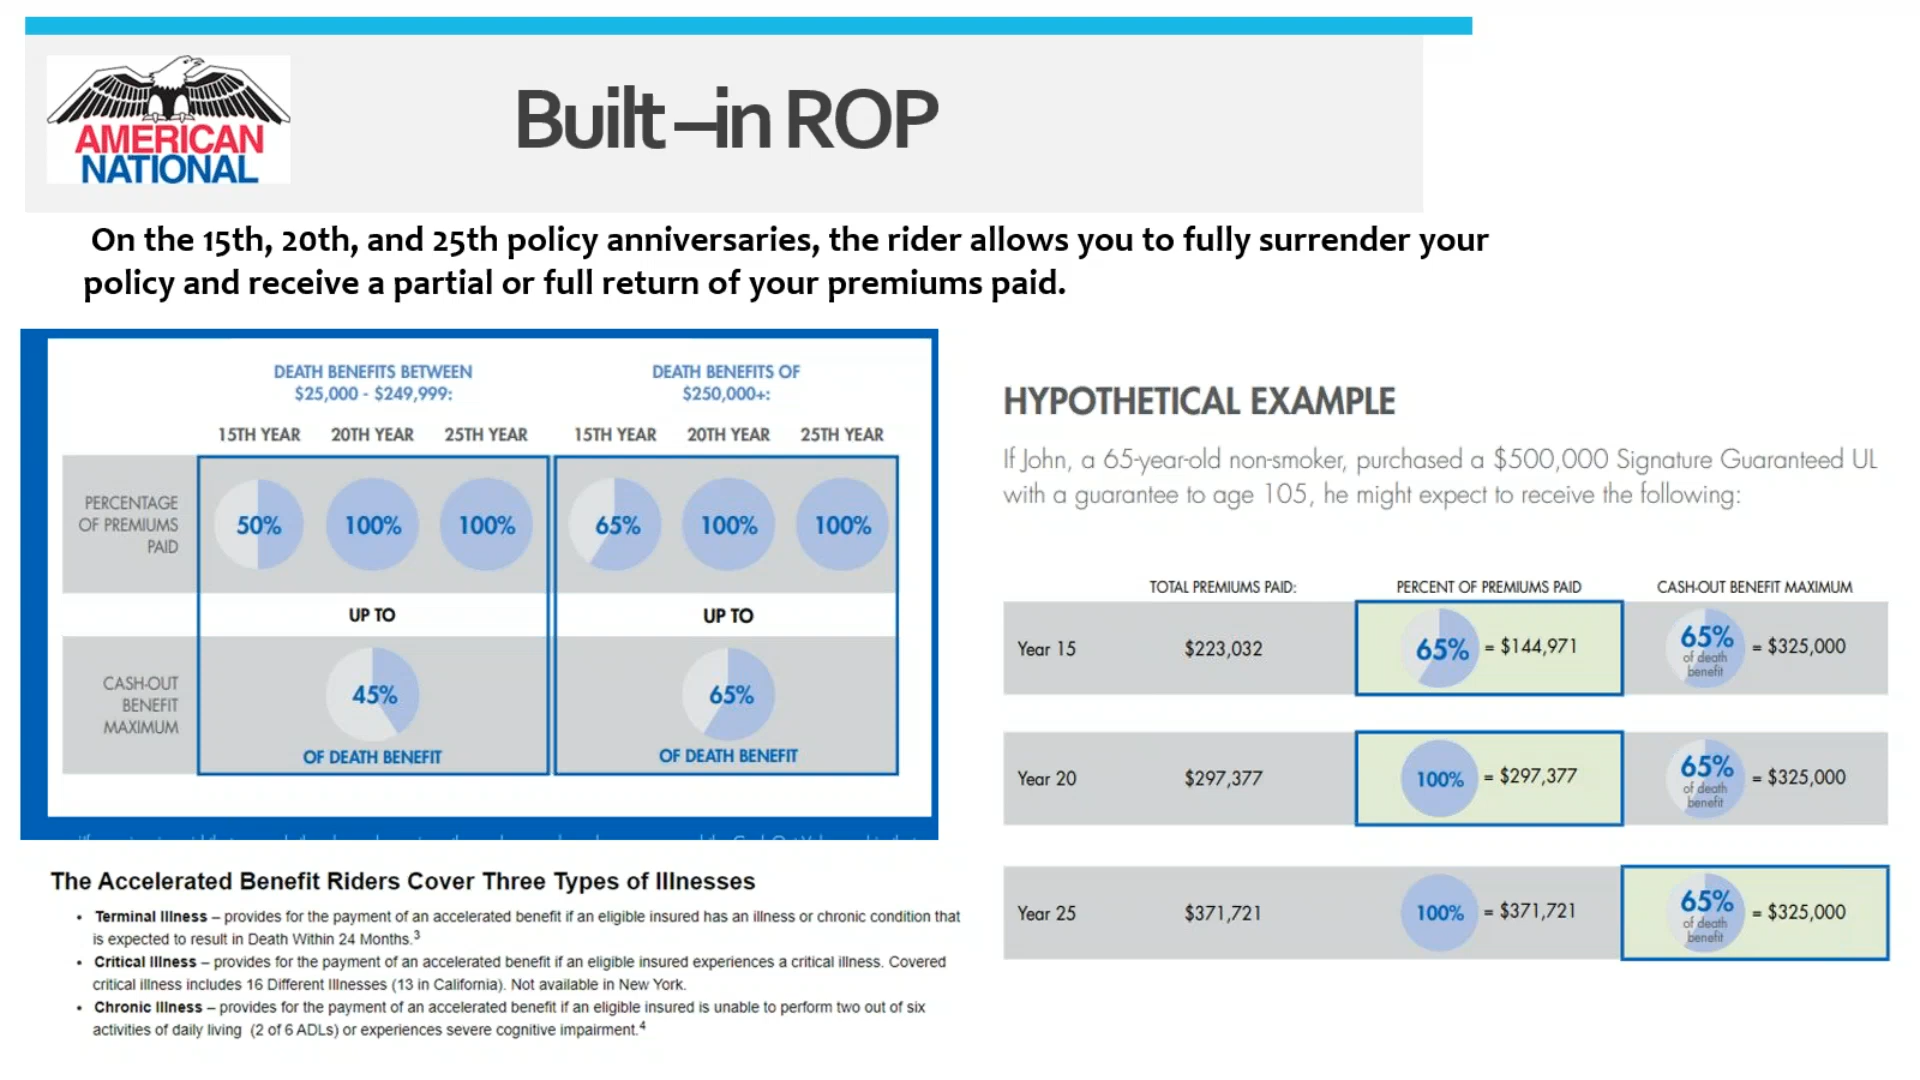 AMERICAN
NATIONAL
Built –in ROP
On the 15th, 20th, and 25th policy anniversaries, the rider allows you to fully surrender your
policy and receive a partial or full return of your premiums paid.
DEATH BENEFITS BETWEEN
$25,000 - $249,999:
DEATH BENEFITS OF
$250,000+:
15TH YEAR 20TH YEAR 25TH YEAR 15TH YEAR 20TH YEAR 25TH YEAR
PERCENTAGE
OF PREMIUMS
PAID
50% 100% 100% 65% 100% 100%
UP TO UP TO
CASH-OUT
BENEFIT
MAXIMUM
45% 65%
OF DEATH BENEFIT OF DEATH BENEFIT
The Accelerated Benefit Riders Cover Three Types of Illnesses
• Terminal Illness – provides for the payment of an accelerated benefit if an eligible insured has an illness or chronic condition that
is expected to result in Death Within 24 Months.3
• Critical Illness – provides for the payment of an accelerated benefit if an eligible insured experiences a critical illness. Covered
critical illness includes 16 Different Illnesses (13 in California). Not available in New York.
• Chronic Illness – provides for the payment of an accelerated benefit if an eligible insured is unable to perform two out of six
activities of daily living (2 of 6 ADLs) or experiences severe cognitive impairment.4
HYPOTHETICAL EXAMPLE
If John, a 65-year-old non-smoker, purchased a $500,000 Signature Guaranteed UL
with a guarantee to age 105, he might expect to receive the following:
TOTAL PREMIUMS PAID: PERCENT OF PREMIUMS PAID CASH-OUT BENEFIT MAXIMUM
Year 15 $223,032 65% = $144,971 65% of death benefit = $325,000
Year 20 $297,377 100% = $297,377 65% of death benefit = $325,000
Year 25 $371,721 100% = $371,721 65% of death benefit = $325,000